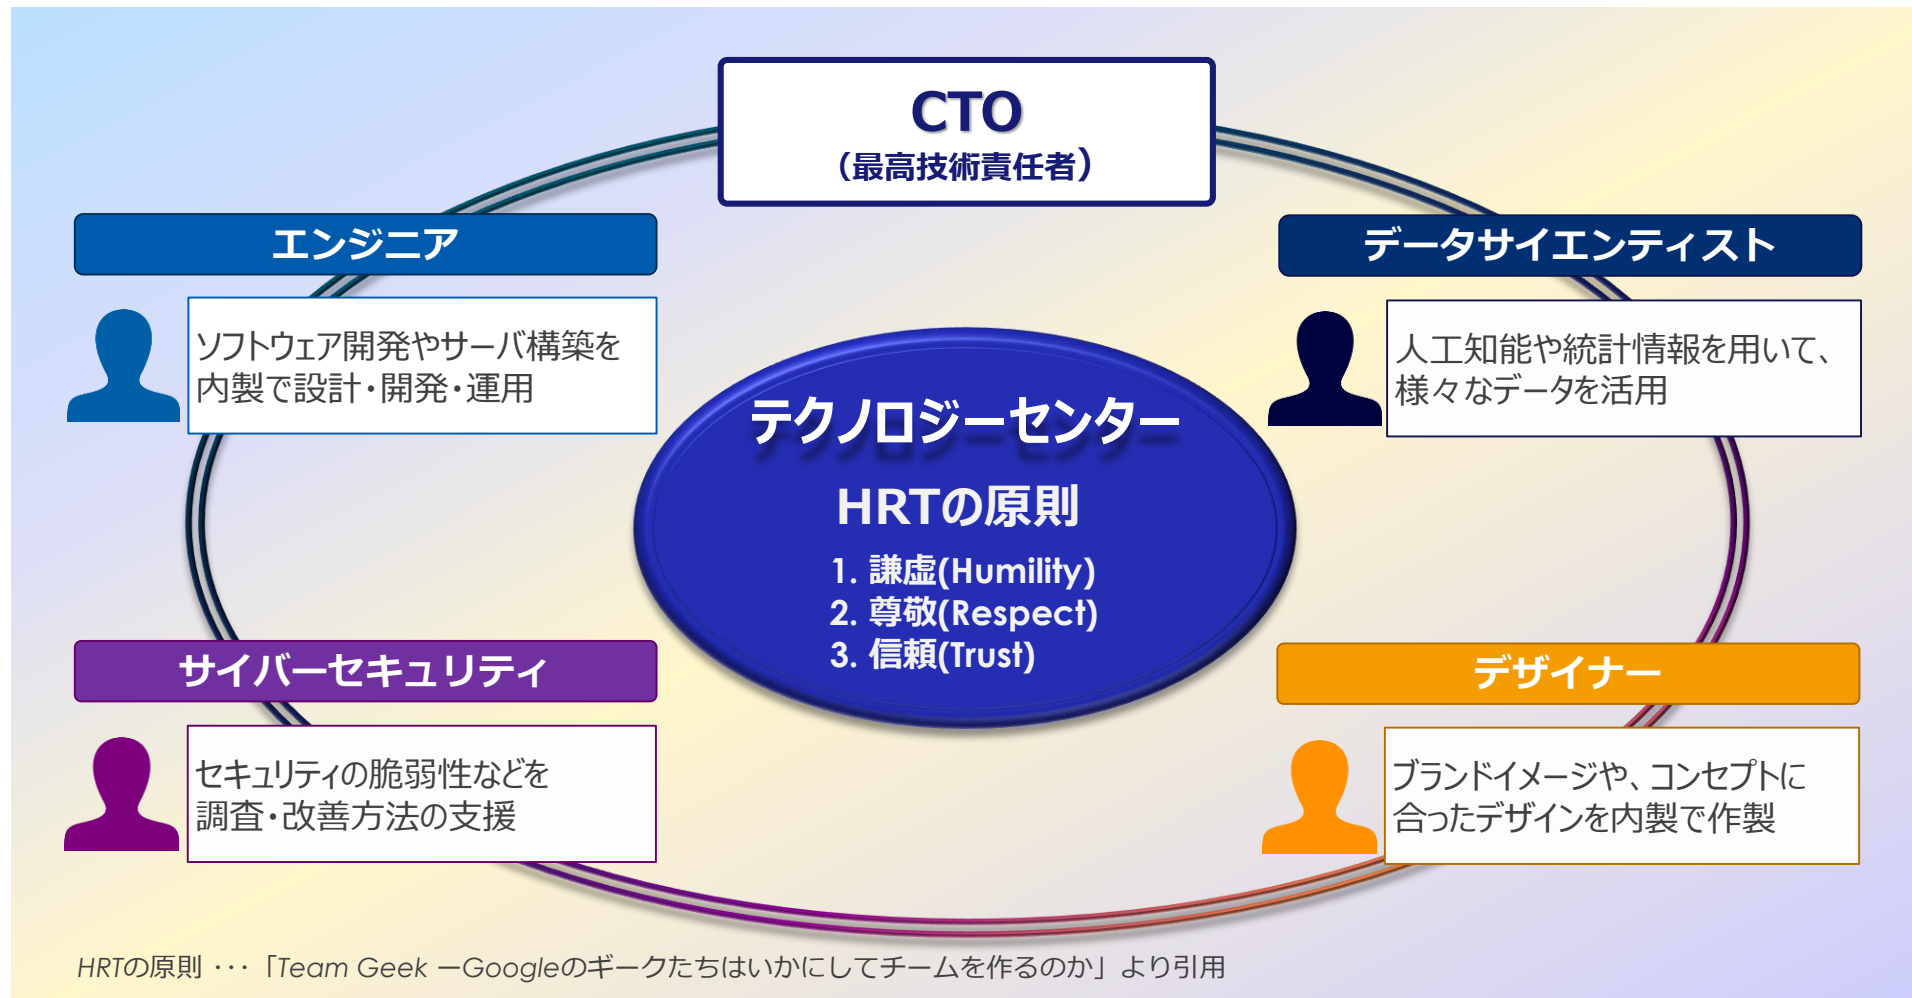 CTO
（最高技術責任者）
エンジニア
ソフトウェア開発やサーバ構築を
内製で設計・開発・運用
データサイエンティスト
人工知能や統計情報を用いて、
様々なデータを活用
テクノロジーセンター
HRTの原則
1. 謙虚(Humility)
2. 尊敬(Respect)
3. 信頼(Trust)
サイバーセキュリティ
セキュリティの脆弱性などを
調査・改善方法の支援
デザイナー
ブランドイメージや、コンセプトに
合ったデザインを内製で作製
HRTの原則 ･･･ 「Team Geek ーGoogleのギークたちはいかにしてチームを作るのか」より引用